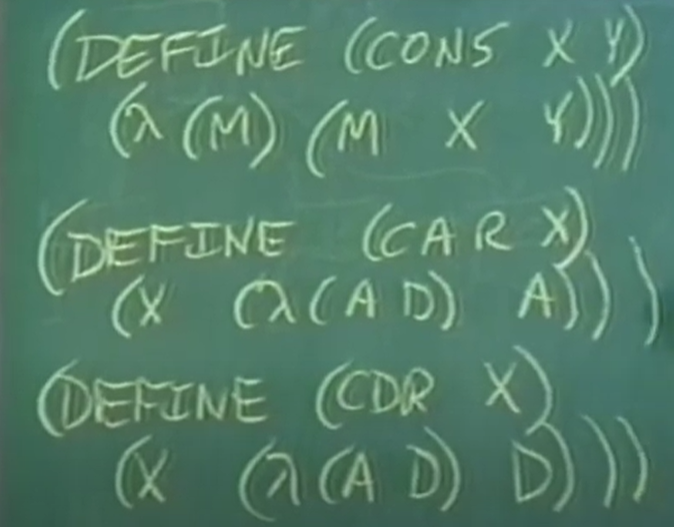 (DEFINE (CONS X Y)
(λ (M) (M X Y)))
(DEFINE (CAR X)
(X (λ (A D) A)))
(DEFINE (CDR X)
(X (λ (A D) D)))